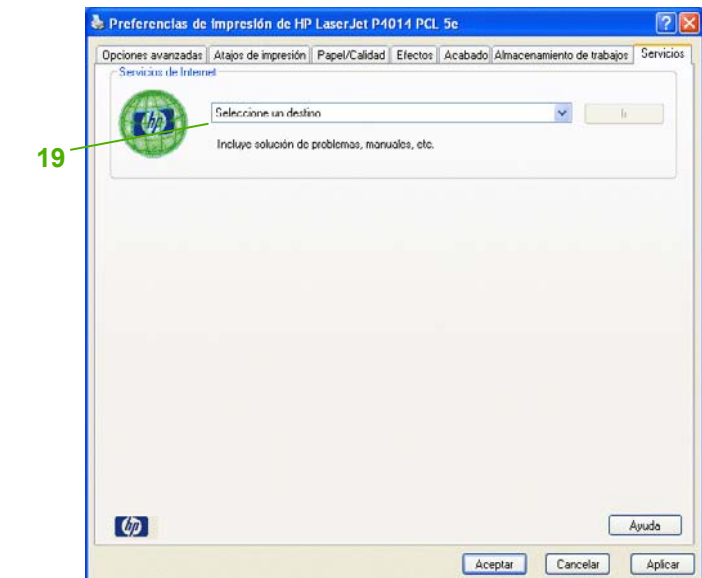 Preferencias de impresión de HP LaserJet P4014 PCL 5e
Opciones avanzadas Atajos de impresión Papel/Calidad Efectos Acabado Almacenamiento de trabajos Servicios
Servicios de Internet
hp
Seleccione un destino
Ir
Incluye solución de problemas, manuales, etc.
19
hp
Ayuda
Aceptar Cancelar Aplicar